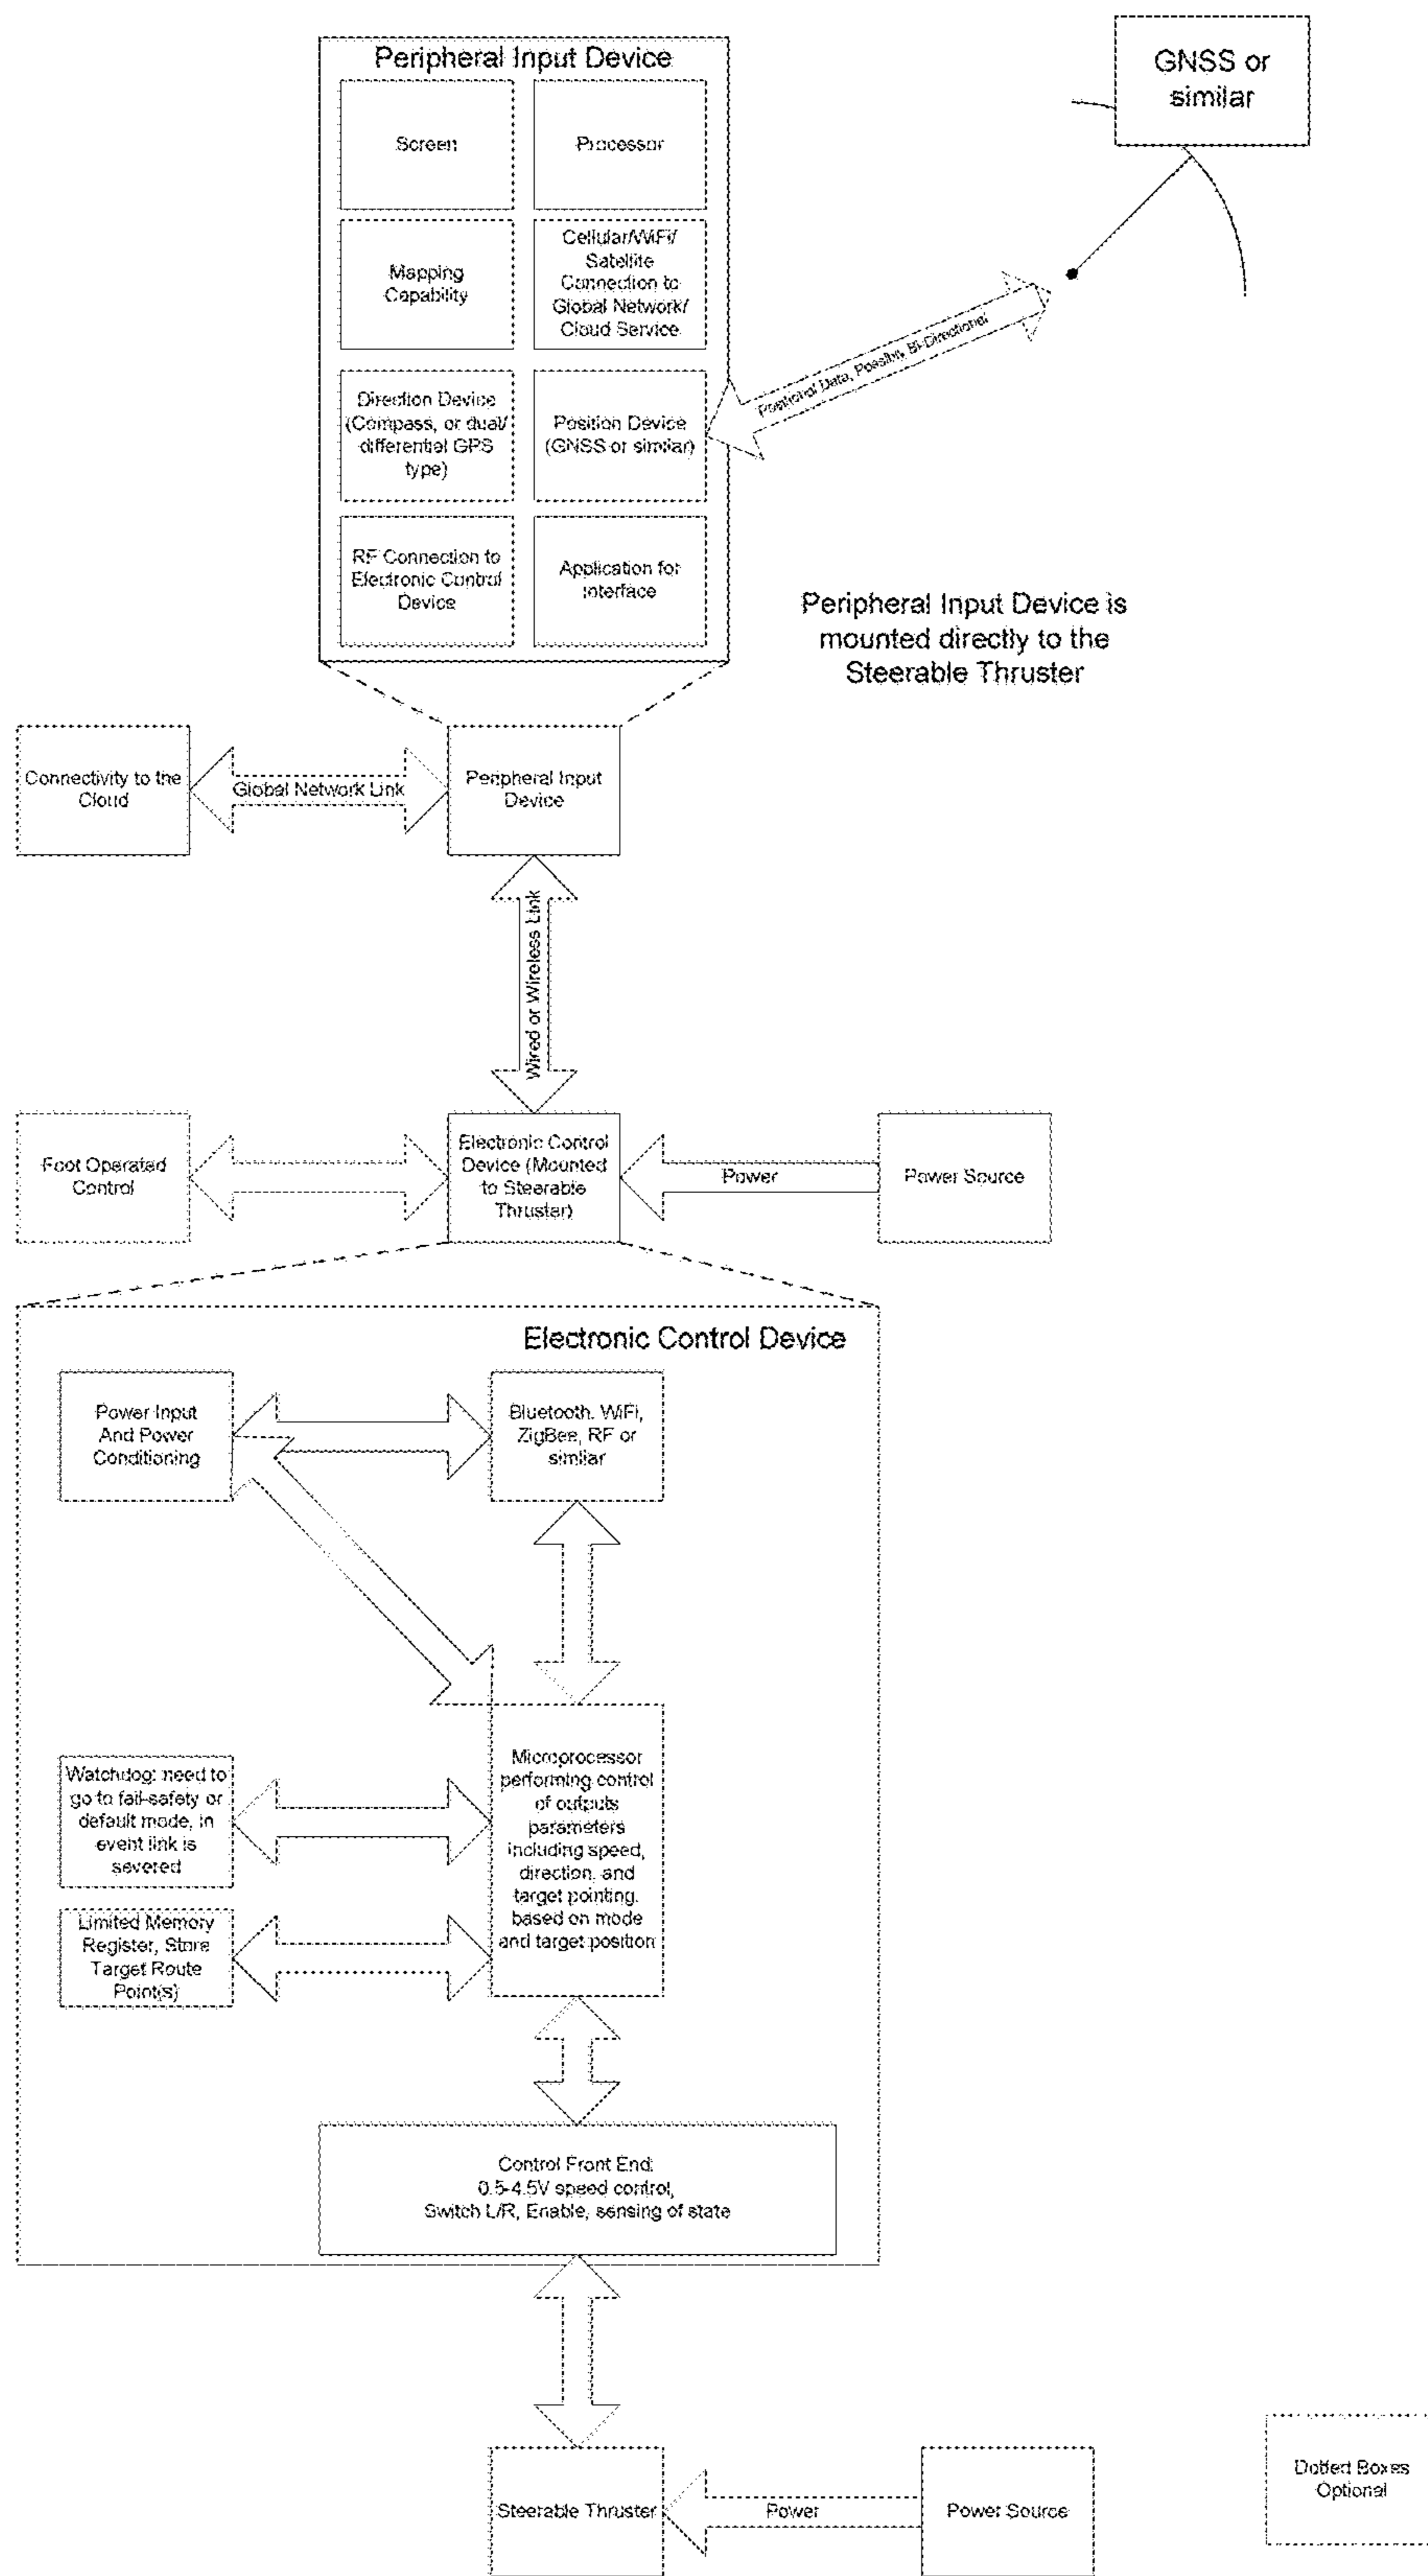 Peripheral Input Device
GNSS or
similar
Screen
Processor
Mapping
Capability
Cellular/WiFi/
Satellite
Connection to
Global Network/
Cloud Service
Direction Device
(Compass, or dual/
differential GPS
type)
Position Device
(GNSS or similar)
Positional Data, Possibly Bi-Directional
RF Connection to
Electronic Control
Device
Application for
Interface
Peripheral Input Device is
mounted directly to the
Steerable Thruster
Connectivity to the
Cloud
Global Network Link
Peripheral Input
Device
Wired or Wireless Link
Foot Operated
Control
Electronic Control
Device (Mounted
to Steerable
Thruster)
Power
Power Source
Electronic Control Device
Power Input
And Power
Conditioning
Bluetooth, WiFi,
ZigBee, RF or
similar
Watchdog: need to
go to fail-safety or
default mode, in
event link is
severed
Microprocessor
performing control
of outputs
parameters
including speed,
direction, and
target pointing,
based on mode
and target position
Limited Memory
Register, Store
Target Route
Point(s)
Control Front End:
0.5-4.5V speed control,
Switch L/R, Enable, sensing of state
Steerable Thruster
Power
Power Source
Dotted Boxes
Optional